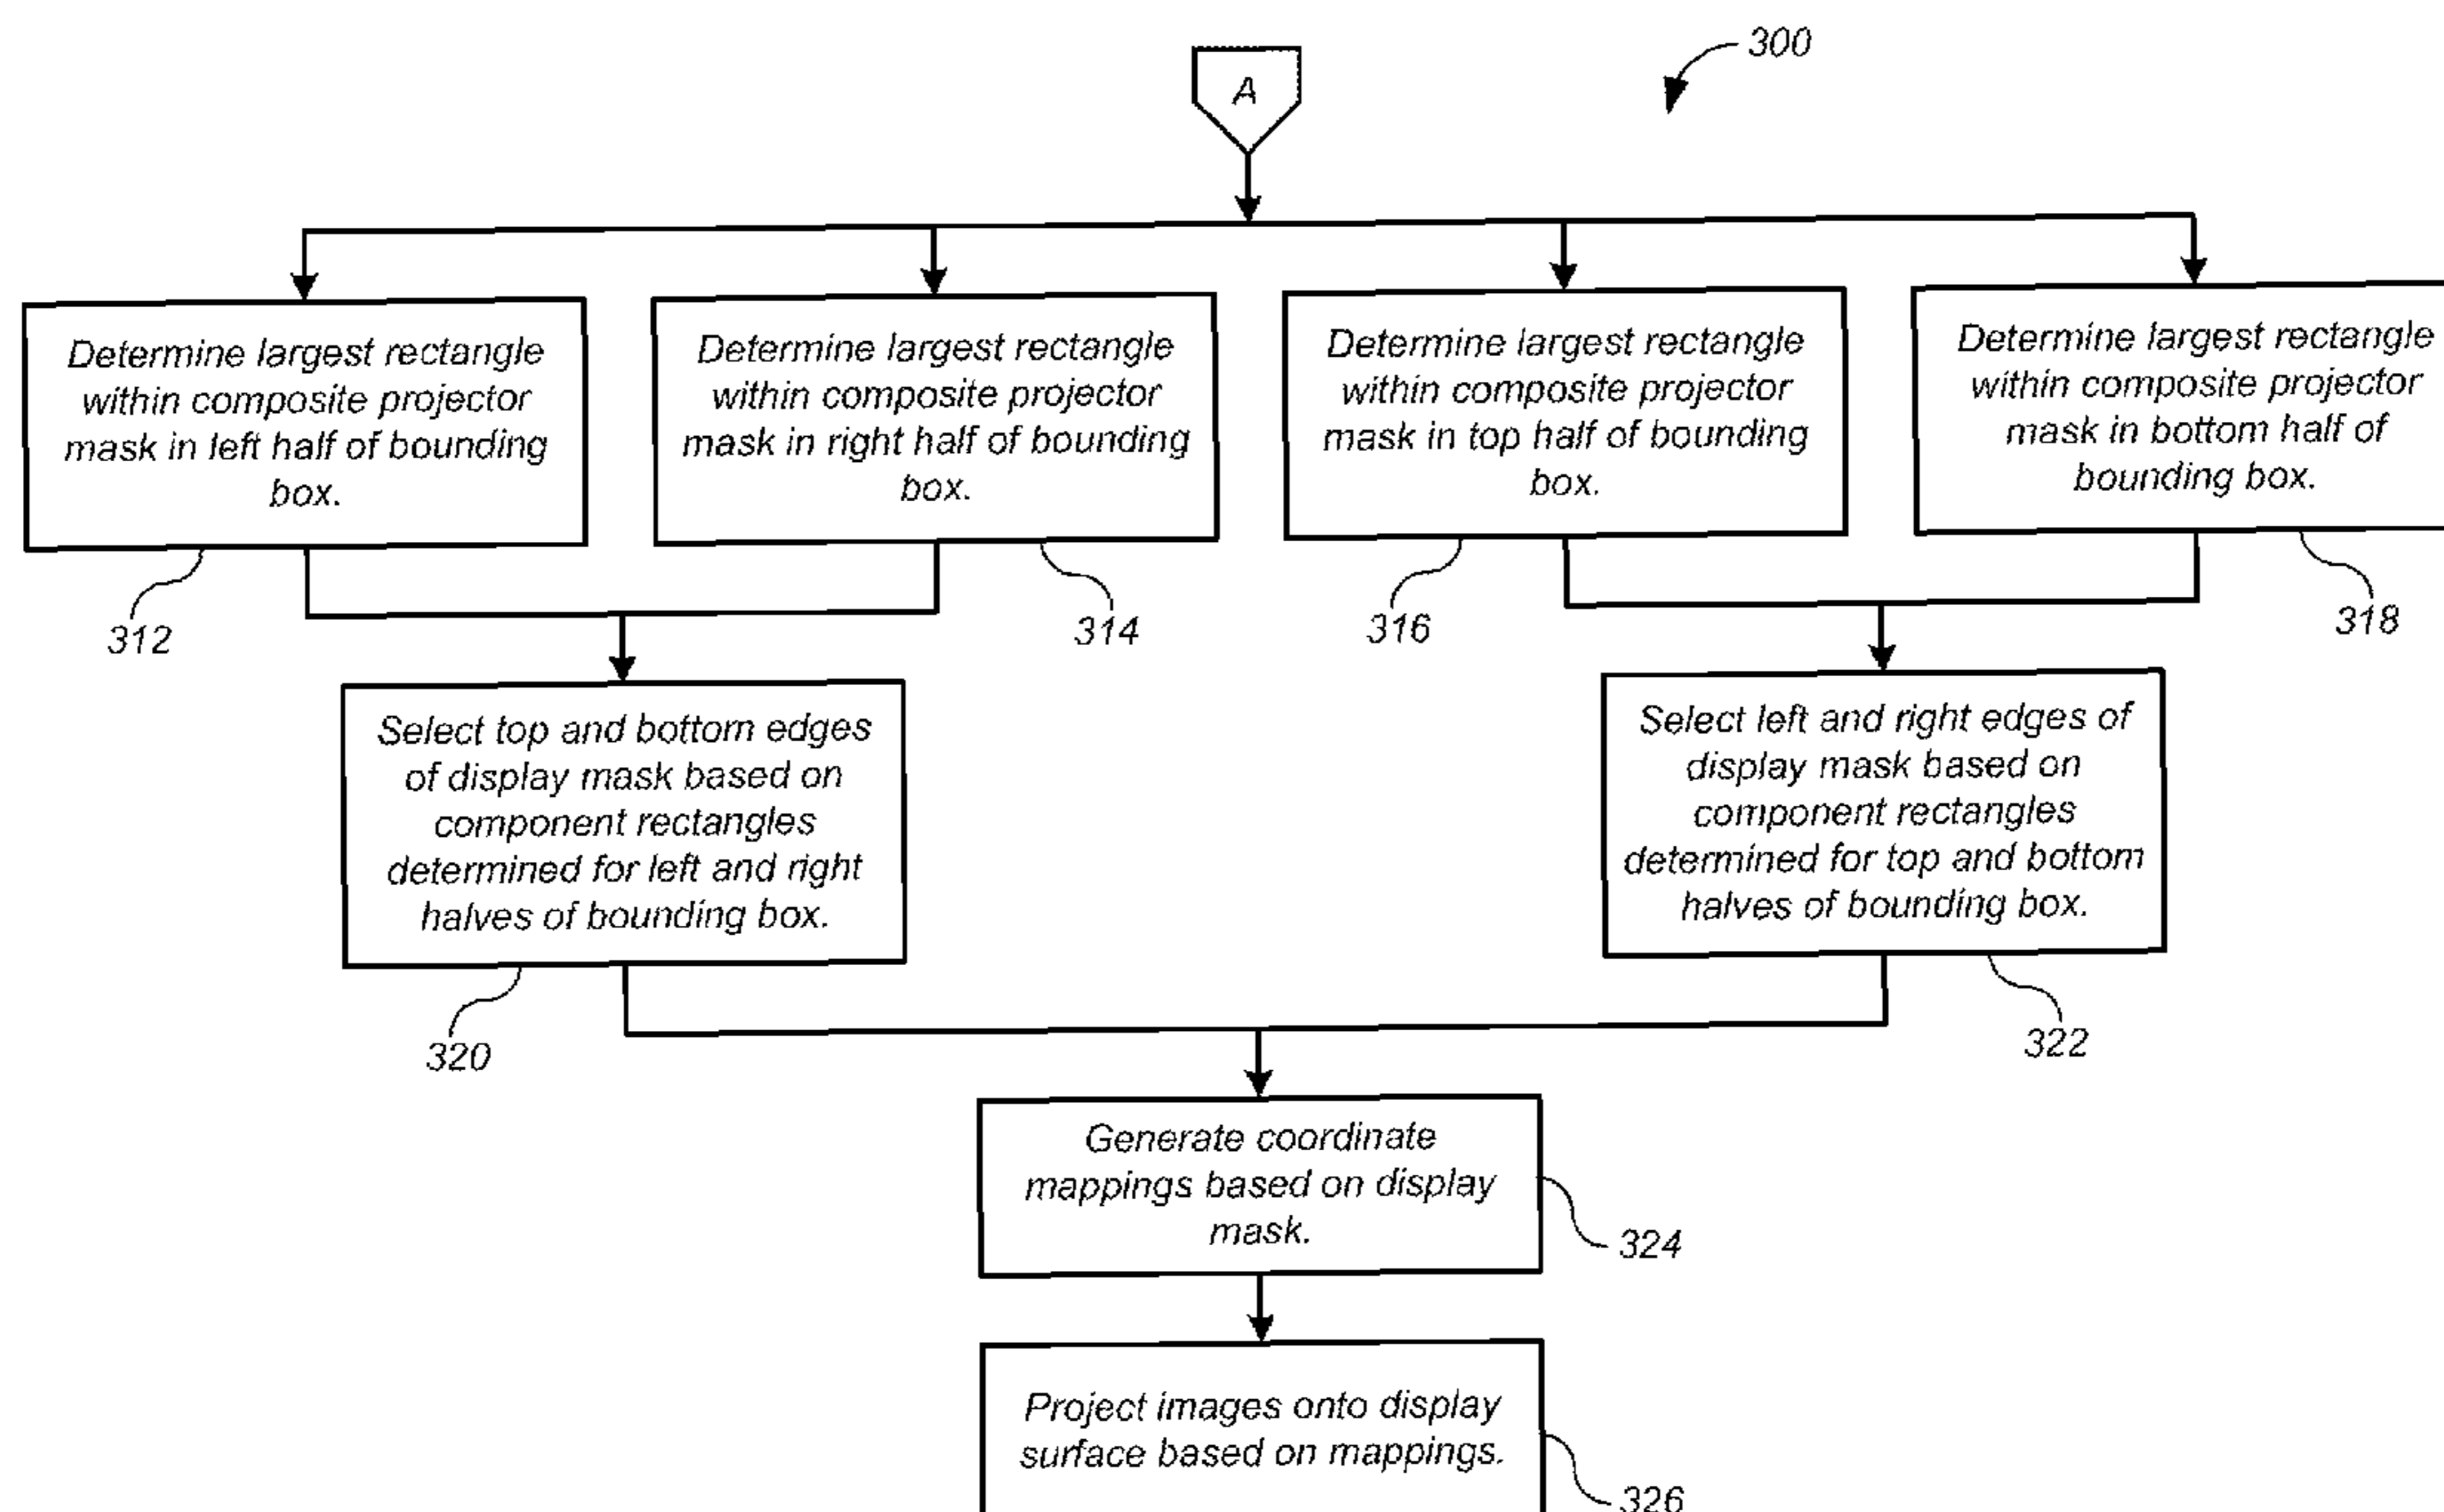 300
A
Determine largest rectangle
within composite projector
mask in left half of bounding
box.
Determine largest rectangle
within composite projector
mask in right half of bounding
box.
Determine largest rectangle
within composite projector
mask in top half of bounding
box.
Determine largest rectangle
within composite projector
mask in bottom half of
bounding box.
312
314
316
318
Select top and bottom edges
of display mask based on
component rectangles
determined for left and right
halves of bounding box.
Select left and right edges of
display mask based on
component rectangles
determined for top and bottom
halves of bounding box.
320
322
Generate coordinate
mappings based on display
mask.
324
Project images onto display
surface based on mappings.
326